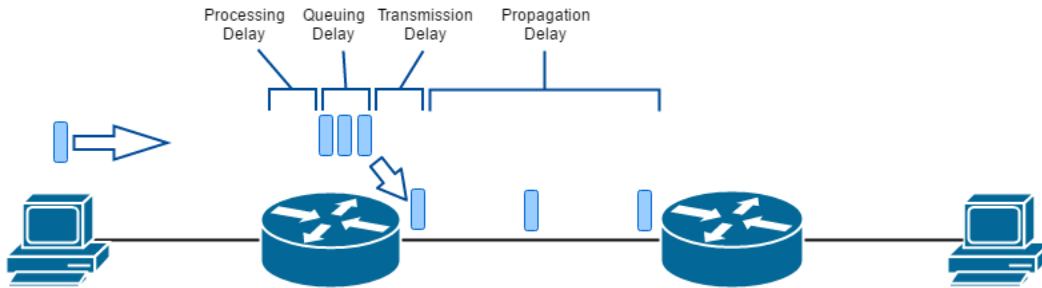 Processing Delay
Queuing Delay
Transmission Delay
Propagation Delay